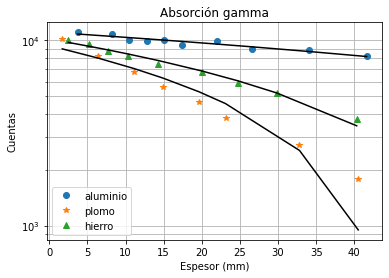 Absorción gamma
Cuentas
10⁴
10³
aluminio
plomo
hierro
0 5 10 15 20 25 30 35 40
Espesor (mm)